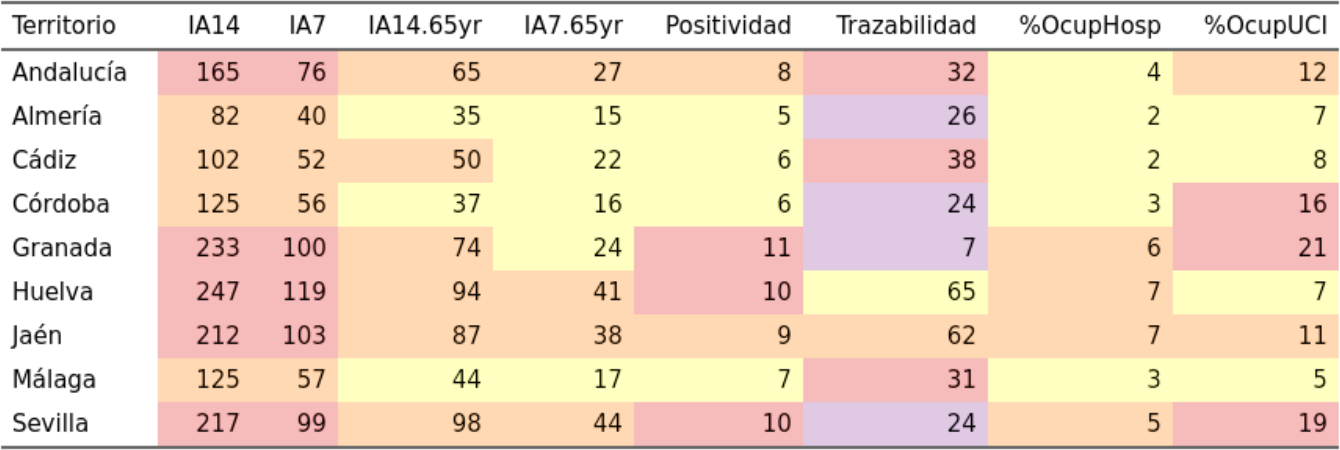 Territorio IA14 IA7 IA14.65yr IA7.65yr Positividad Trazabilidad %OcupHosp %OcupUCI
Andalucía 165 76 65 27 8 32 4 12
Almería 82 40 35 15 5 26 2 7
Cádiz 102 52 50 22 6 38 2 8
Córdoba 125 56 37 16 6 24 3 16
Granada 233 100 74 24 11 7 6 21
Huelva 247 119 94 41 10 65 7 7
Jaén 212 103 87 38 9 62 7 11
Málaga 125 57 44 17 7 31 3 5
Sevilla 217 99 98 44 10 24 5 19